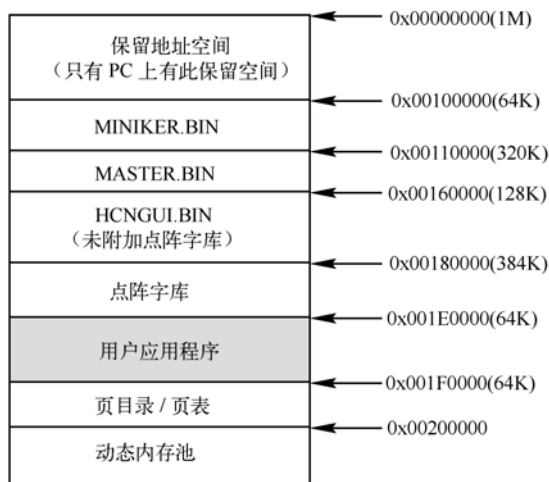 0x00000000(1M)
保留地址空间
（只有 PC 上有此保留空间）
0x00100000(64K)
MINIKER.BIN
0x00110000(320K)
MASTER.BIN
0x00160000(128K)
HCNGUI.BIN
（未附加点阵字库）
0x00180000(384K)
点阵字库
0x001E0000(64K)
用户应用程序
0x001F0000(64K)
页目录 / 页表
0x00200000
动态内存池